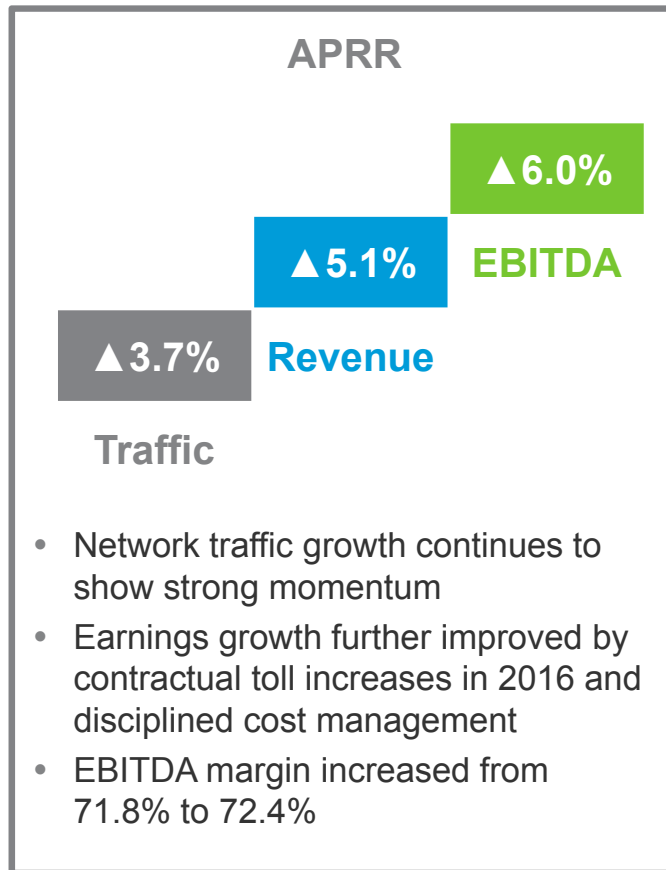 APRR
▲6.0%
▲5.1%
EBITDA
▲3.7%
Revenue
Traffic
• Network traffic growth continues to
show strong momentum
• Earnings growth further improved by
contractual toll increases in 2016 and
disciplined cost management
• EBITDA margin increased from
71.8% to 72.4%